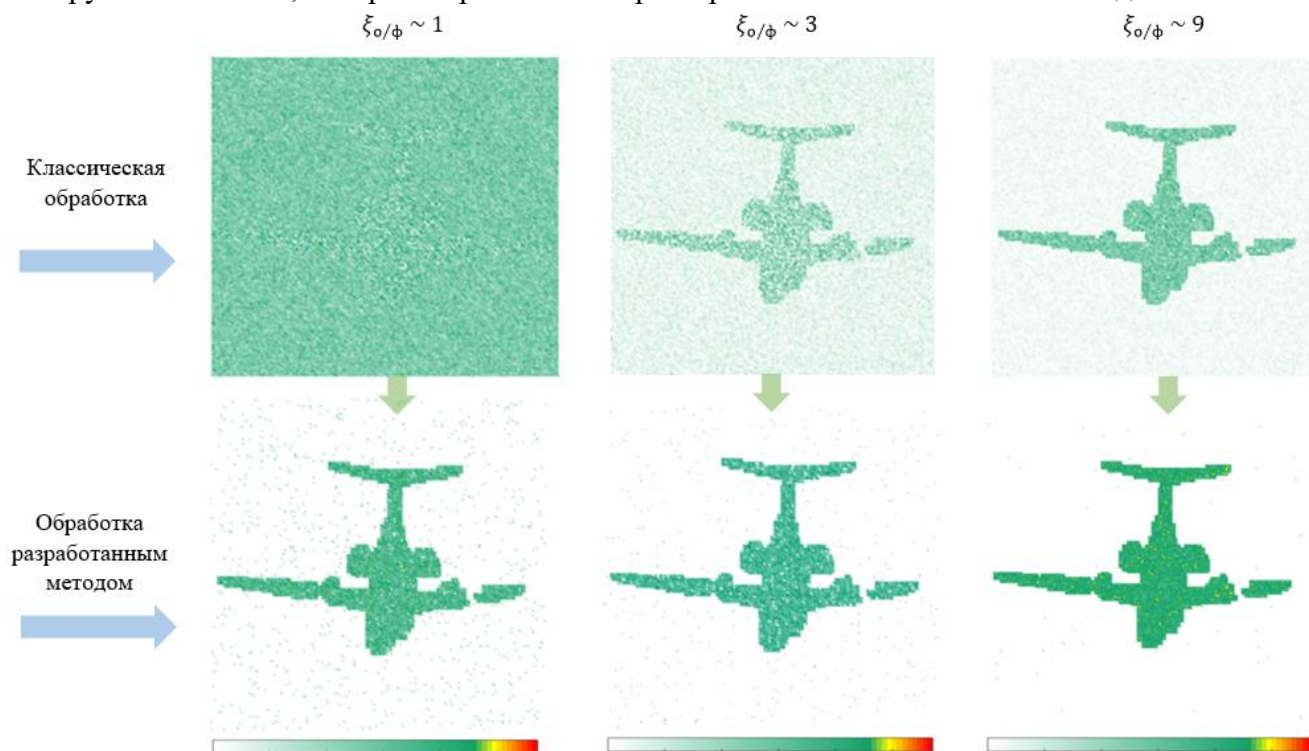 ξо/ф ~ 1
ξо/ф ~ 3
ξо/ф ~ 9
Классическая
обработка
Обработка
разработанным
методом